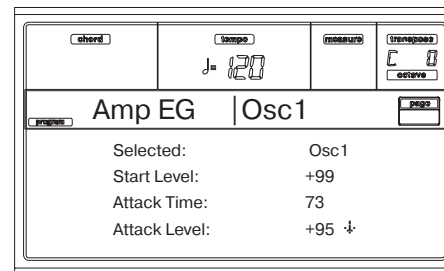 chord tempo measure transpose
♩= 120 C 0
octave
program Amp EG Osc1 page
Selected: Osc1
Start Level: +99
Attack Time: 73
Attack Level: +95